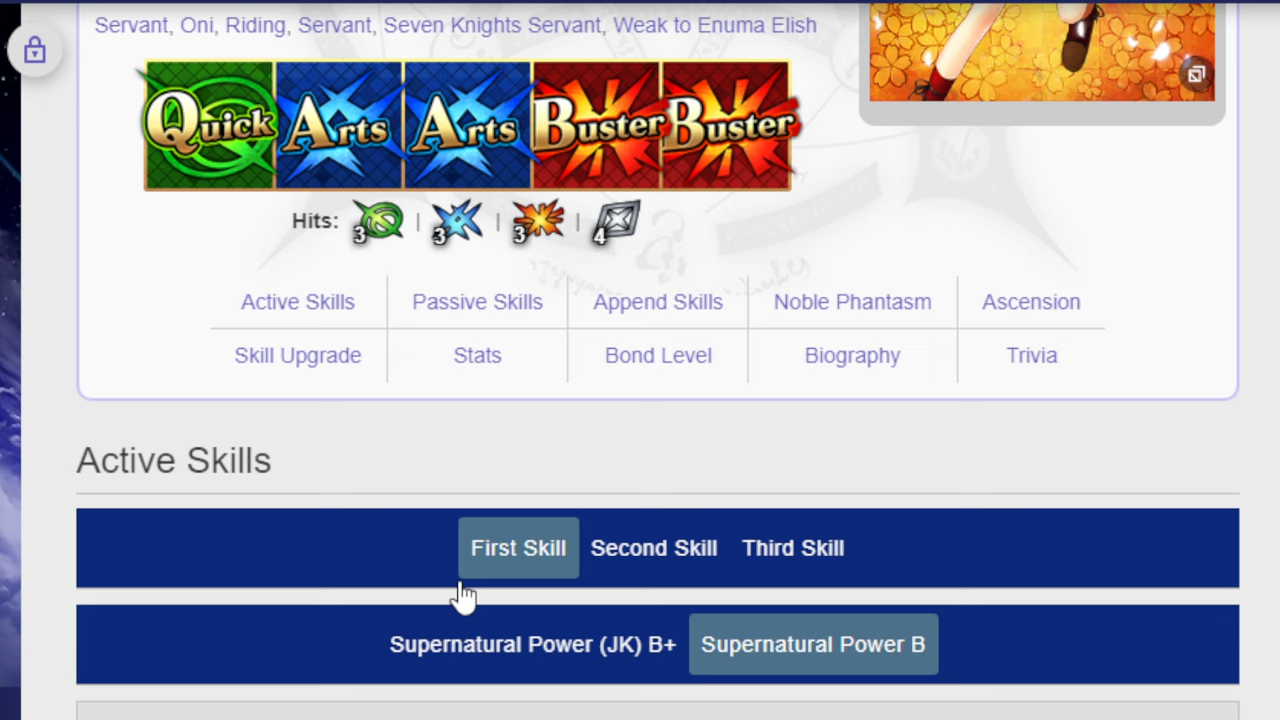 Servant, Oni, Riding, Servant, Seven Knights Servant, Weak to Enuma Elish
Quick Arts Arts Buster Buster
Hits: 3 | 3 | 3 | 4
Active Skills Passive Skills Append Skills Noble Phantasm Ascension
Skill Upgrade Stats Bond Level Biography Trivia
Active Skills
First Skill Second Skill Third Skill
Supernatural Power (JK) B+ Supernatural Power B